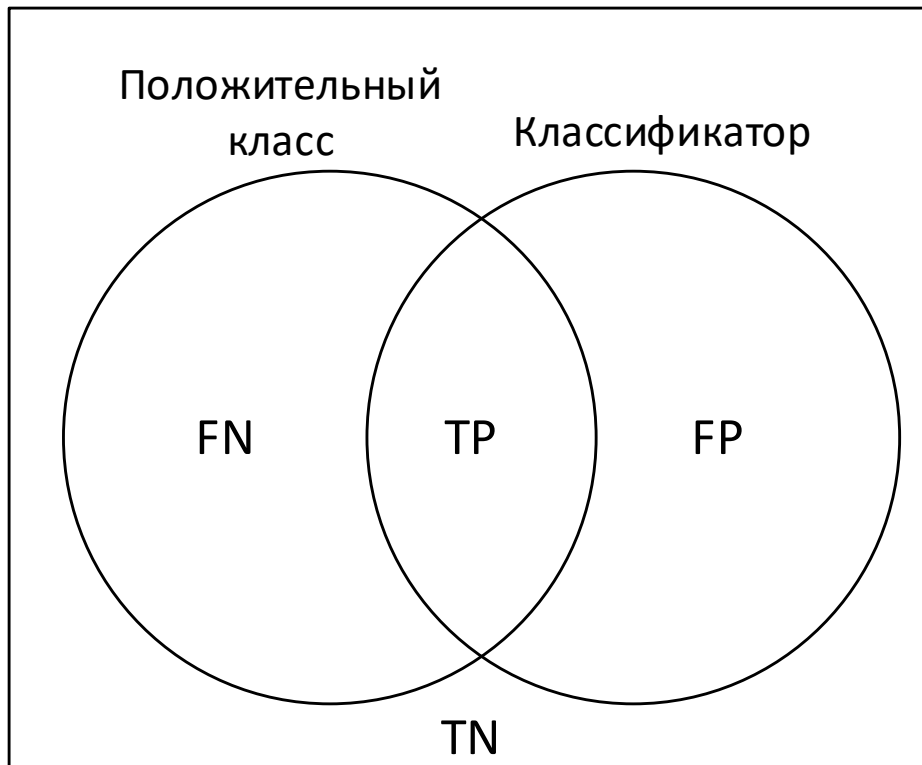 Положительный
класс
Классификатор
FN
TP
FP
TN